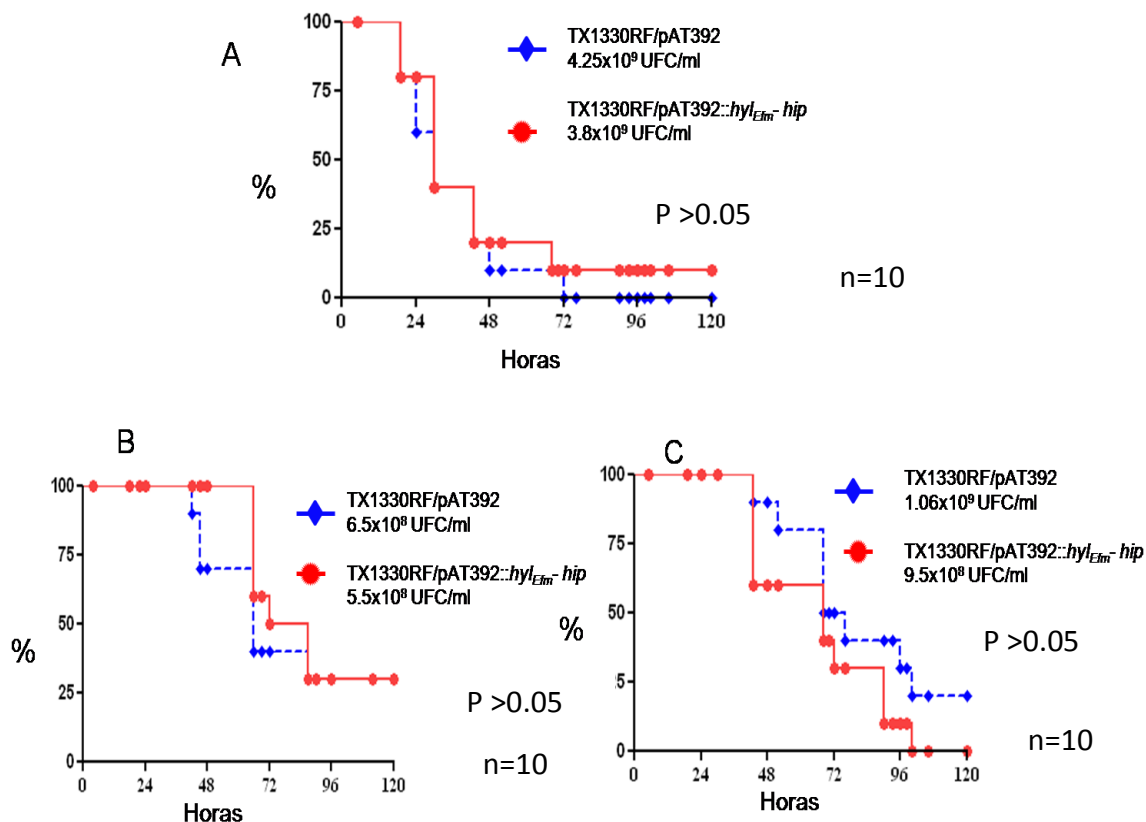 A
100
75
50
25
0
%
0 24 48 72 96 120
Horas
TX1330RF/pAT392
4.25x10⁹ UFC/ml
TX1330RF/pAT392::hylEfm- hip
3.8x10⁹ UFC/ml
P >0.05
n=10
B
100
75
50
25
0
%
0 24 48 72 96 120
Horas
TX1330RF/pAT392
6.5x10⁸ UFC/ml
TX1330RF/pAT392::hylEfm- hip
5.5x10⁸ UFC/ml
P >0.05
n=10
C
100
75
50
25
0
%
0 24 48 72 96 120
Horas
TX1330RF/pAT392
1.06x10⁹ UFC/ml
TX1330RF/pAT392::hylEfm- hip
9.5x10⁸ UFC/ml
P >0.05
n=10